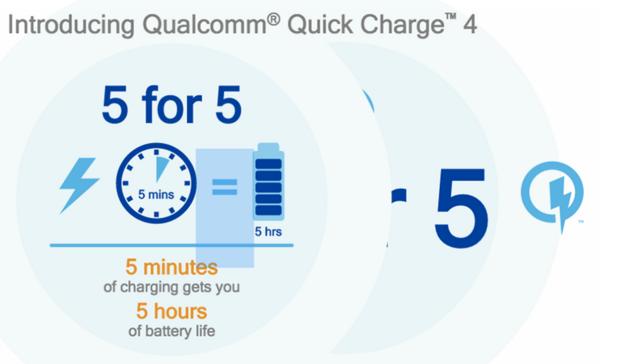 Introducing Qualcomm® Quick Charge™ 4
5 for 5
5 mins
=
5 hrs
5 minutes
of charging gets you
5 hours
of battery life
r 5
™